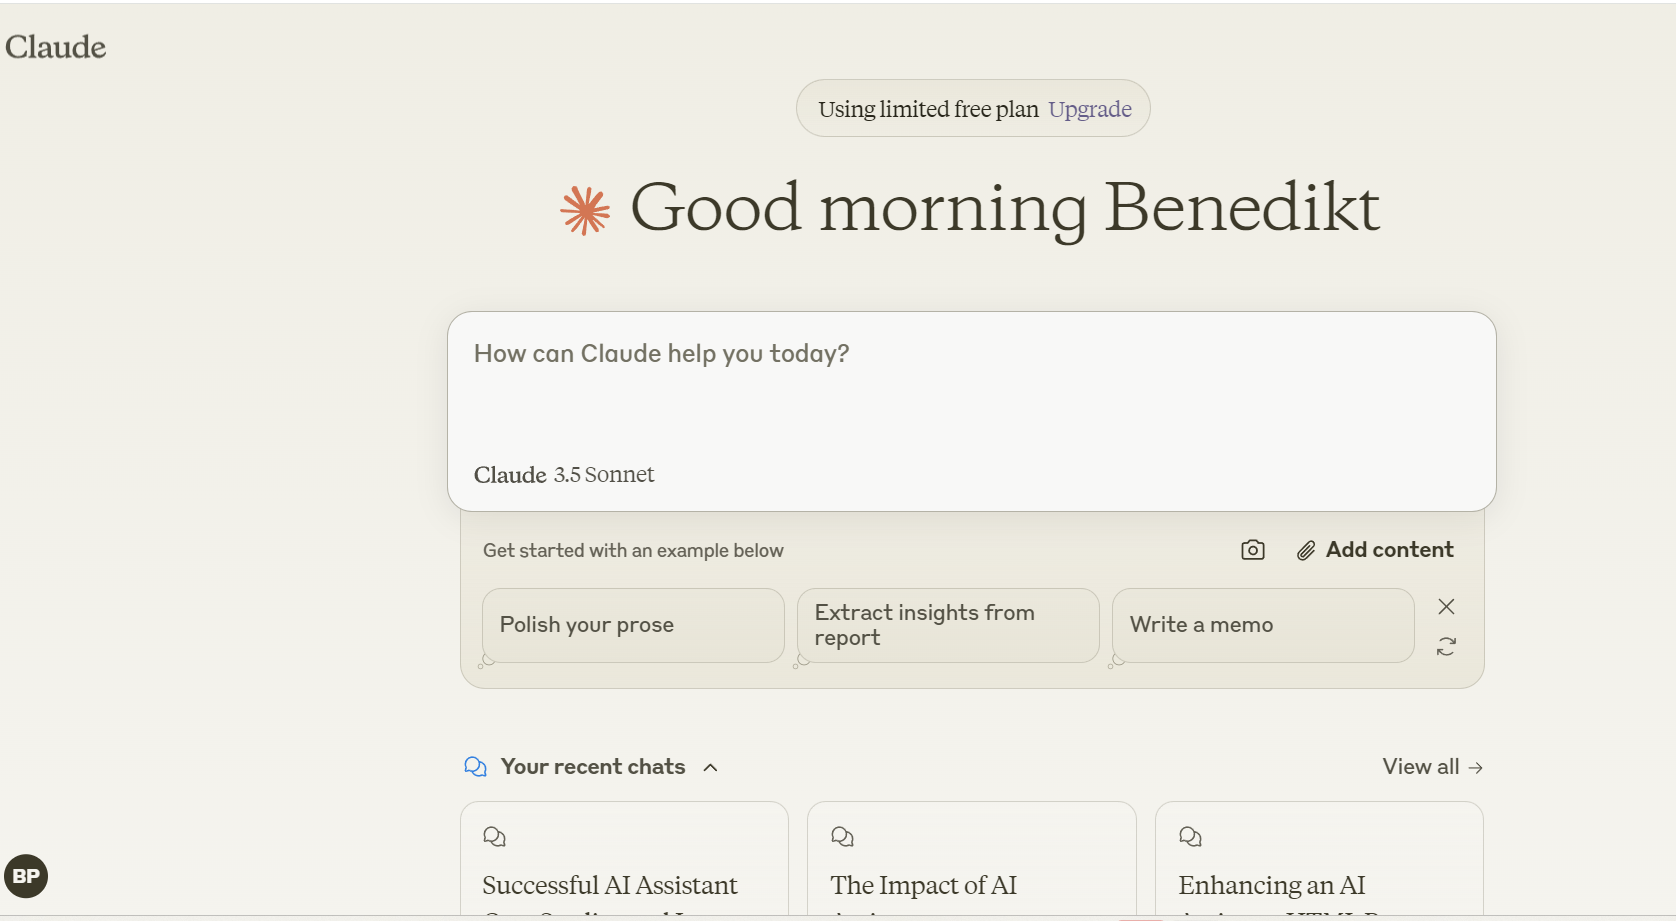 Claude
Using limited free plan Upgrade
Good morning Benedikt
How can Claude help you today?
Claude 3.5 Sonnet
Get started with an example below
Add content
Polish your prose
Extract insights from
report
Write a memo
Your recent chats
View all →
Successful AI Assistant
The Impact of AI
Enhancing an AI
BP